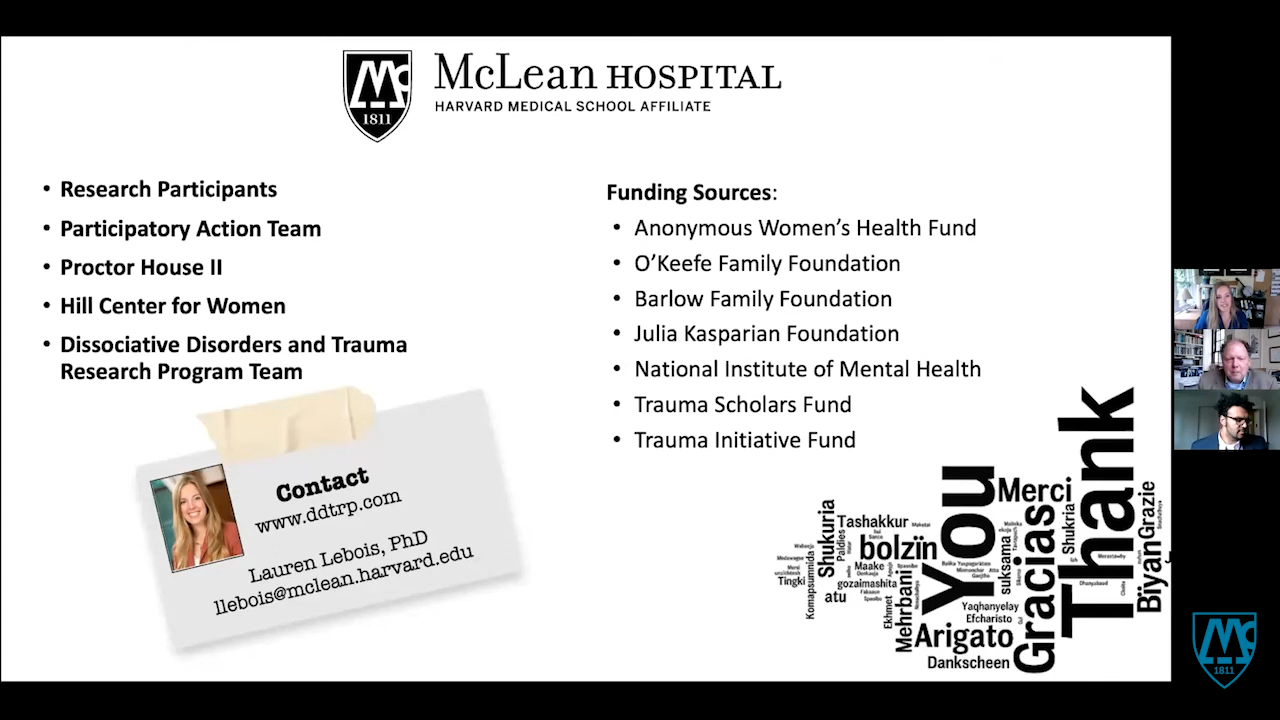 McLean HOSPITAL
HARVARD MEDICAL SCHOOL AFFILIATE
1811
• Research Participants
• Participatory Action Team
• Proctor House II
• Hill Center for Women
• Dissociative Disorders and Trauma
Research Program Team
Funding Sources:
• Anonymous Women’s Health Fund
• O’Keefe Family Foundation
• Barlow Family Foundation
• Julia Kasparian Foundation
• National Institute of Mental Health
• Trauma Scholars Fund
• Trauma Initiative Fund
Contact
www.ddtrp.com
Lauren Lebois, PhD
llebois@mclean.harvard.edu
Thank
You
Merci
Gracias
Grazie
Shukria
Biyan
Tashakkur
Shukuria
Paldies
bolzïn
suksama
Maake
gozaimashita
Tingki
Komapsumnida
atu
Ekhmet
Mehrbani
Yaqhanyelay
Efcharisto
Arigato
Dankscheen
1811